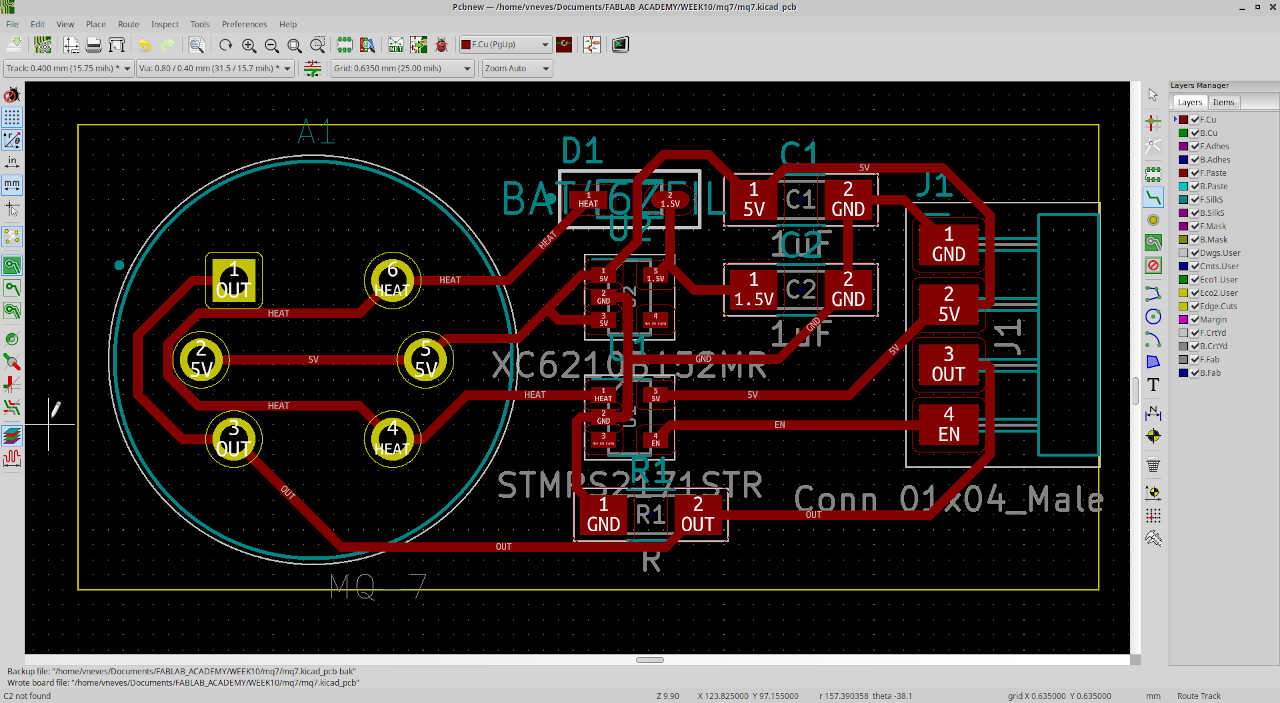 Pcbnew — /home/vneves/Documents/FABLAB_ACADEMY/WEEK10/mq7/mq7.kicad_pcb
File Edit View Place Route Inspect Tools Preferences Help
F.Cu (PgUp)
Track: 0.400 mm (15.75 mils) * Via: 0.80 / 0.40 mm (31.5 / 15.7 mils) * Grid: 0.6350 mm (25.00 mils) Zoom Auto
in
mm
A1
1
OUT
6
HEAT
2
5V
5
5V
3
OUT
4
HEAT
HEAT
HEAT
5V
HEAT
HEAT
HEAT
OUT
OUT
MQ-7
D1
1
HEAT
2
1.5V
U2
1
5V
5
1.5V
2
GND
3
5V
4
XC6210B152MR
1
HEAT
5
5V
2
GND
3
4
EN
STMPS2171STR
R1
1
GND
R1
2
OUT
R
C1
1
5V
C1
2
GND
1uF
C2
1
1.5V
C2
2
GND
1uF
5V
GND
GND
5V
5V
EN
OUT
J1
1
GND
2
5V
3
OUT
4
EN
J1
Conn_01x04_Male
Layers Manager
Layers Items
F.Cu
B.Cu
F.Adhes
B.Adhes
F.Paste
B.Paste
F.SilkS
B.SilkS
F.Mask
B.Mask
Dwgs.User
Cmts.User
Eco1.User
Eco2.User
Edge.Cuts
Margin
F.CrtYd
B.CrtYd
F.Fab
B.Fab
Backup file: "/home/vneves/Documents/FABLAB_ACADEMY/WEEK10/mq7/mq7.kicad_pcb-bak"
Wrote board file: "/home/vneves/Documents/FABLAB_ACADEMY/WEEK10/mq7/mq7.kicad_pcb"
C2 not found Z 9.90 X 123.825000 Y 97.155000 r 157.390358 theta -38.1 grid X 0.635000 Y 0.635000 mm Route Track